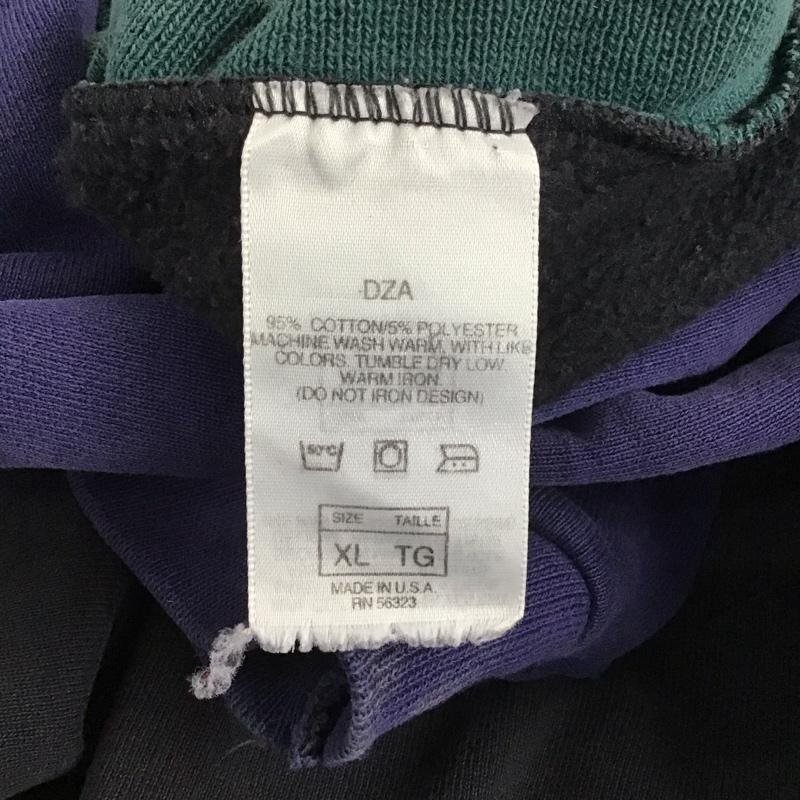 DZA
95% COTTON/5% POLYESTER
MACHINE WASH WARM, WITH LIKE
COLORS, TUMBLE DRY LOW
WARM IRON.
(DO NOT IRON DESIGN)
50°C
SIZE TAILLE
XL TG
MADE IN U.S.A.
RN 56323